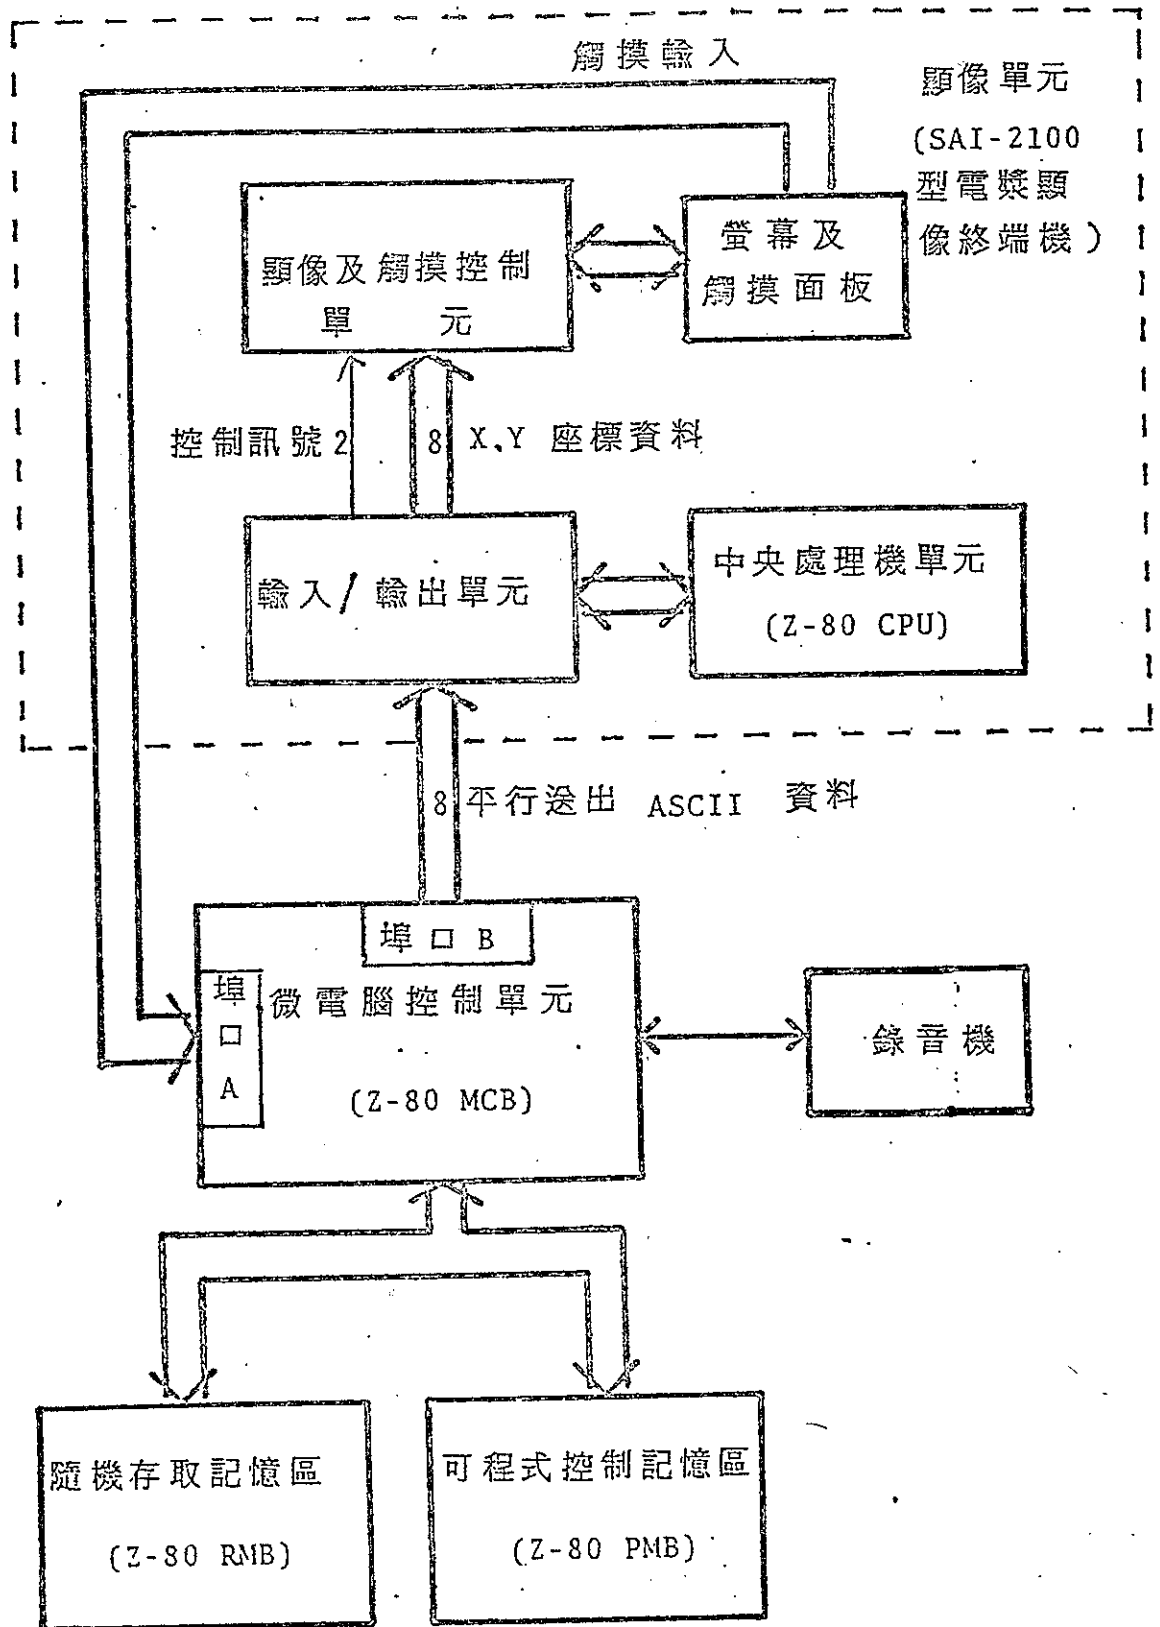 觸摸輸入
顯像單元
(SAI-2100
型電漿顯
像終端機)
螢幕及
觸摸面板
顯像及觸摸控制
單 元
控制訊號 2
8 X、Y 座標資料
輸入/輸出單元
中央處理機單元
(Z-80 CPU)
8 平行送出 ASCII 資料
埠口 B
埠
口
A
微電腦控制單元
(Z-80 MCB)
錄音機
隨機存取記憶區
(Z-80 RMB)
可程式控制記憶區
(Z-80 PMB)